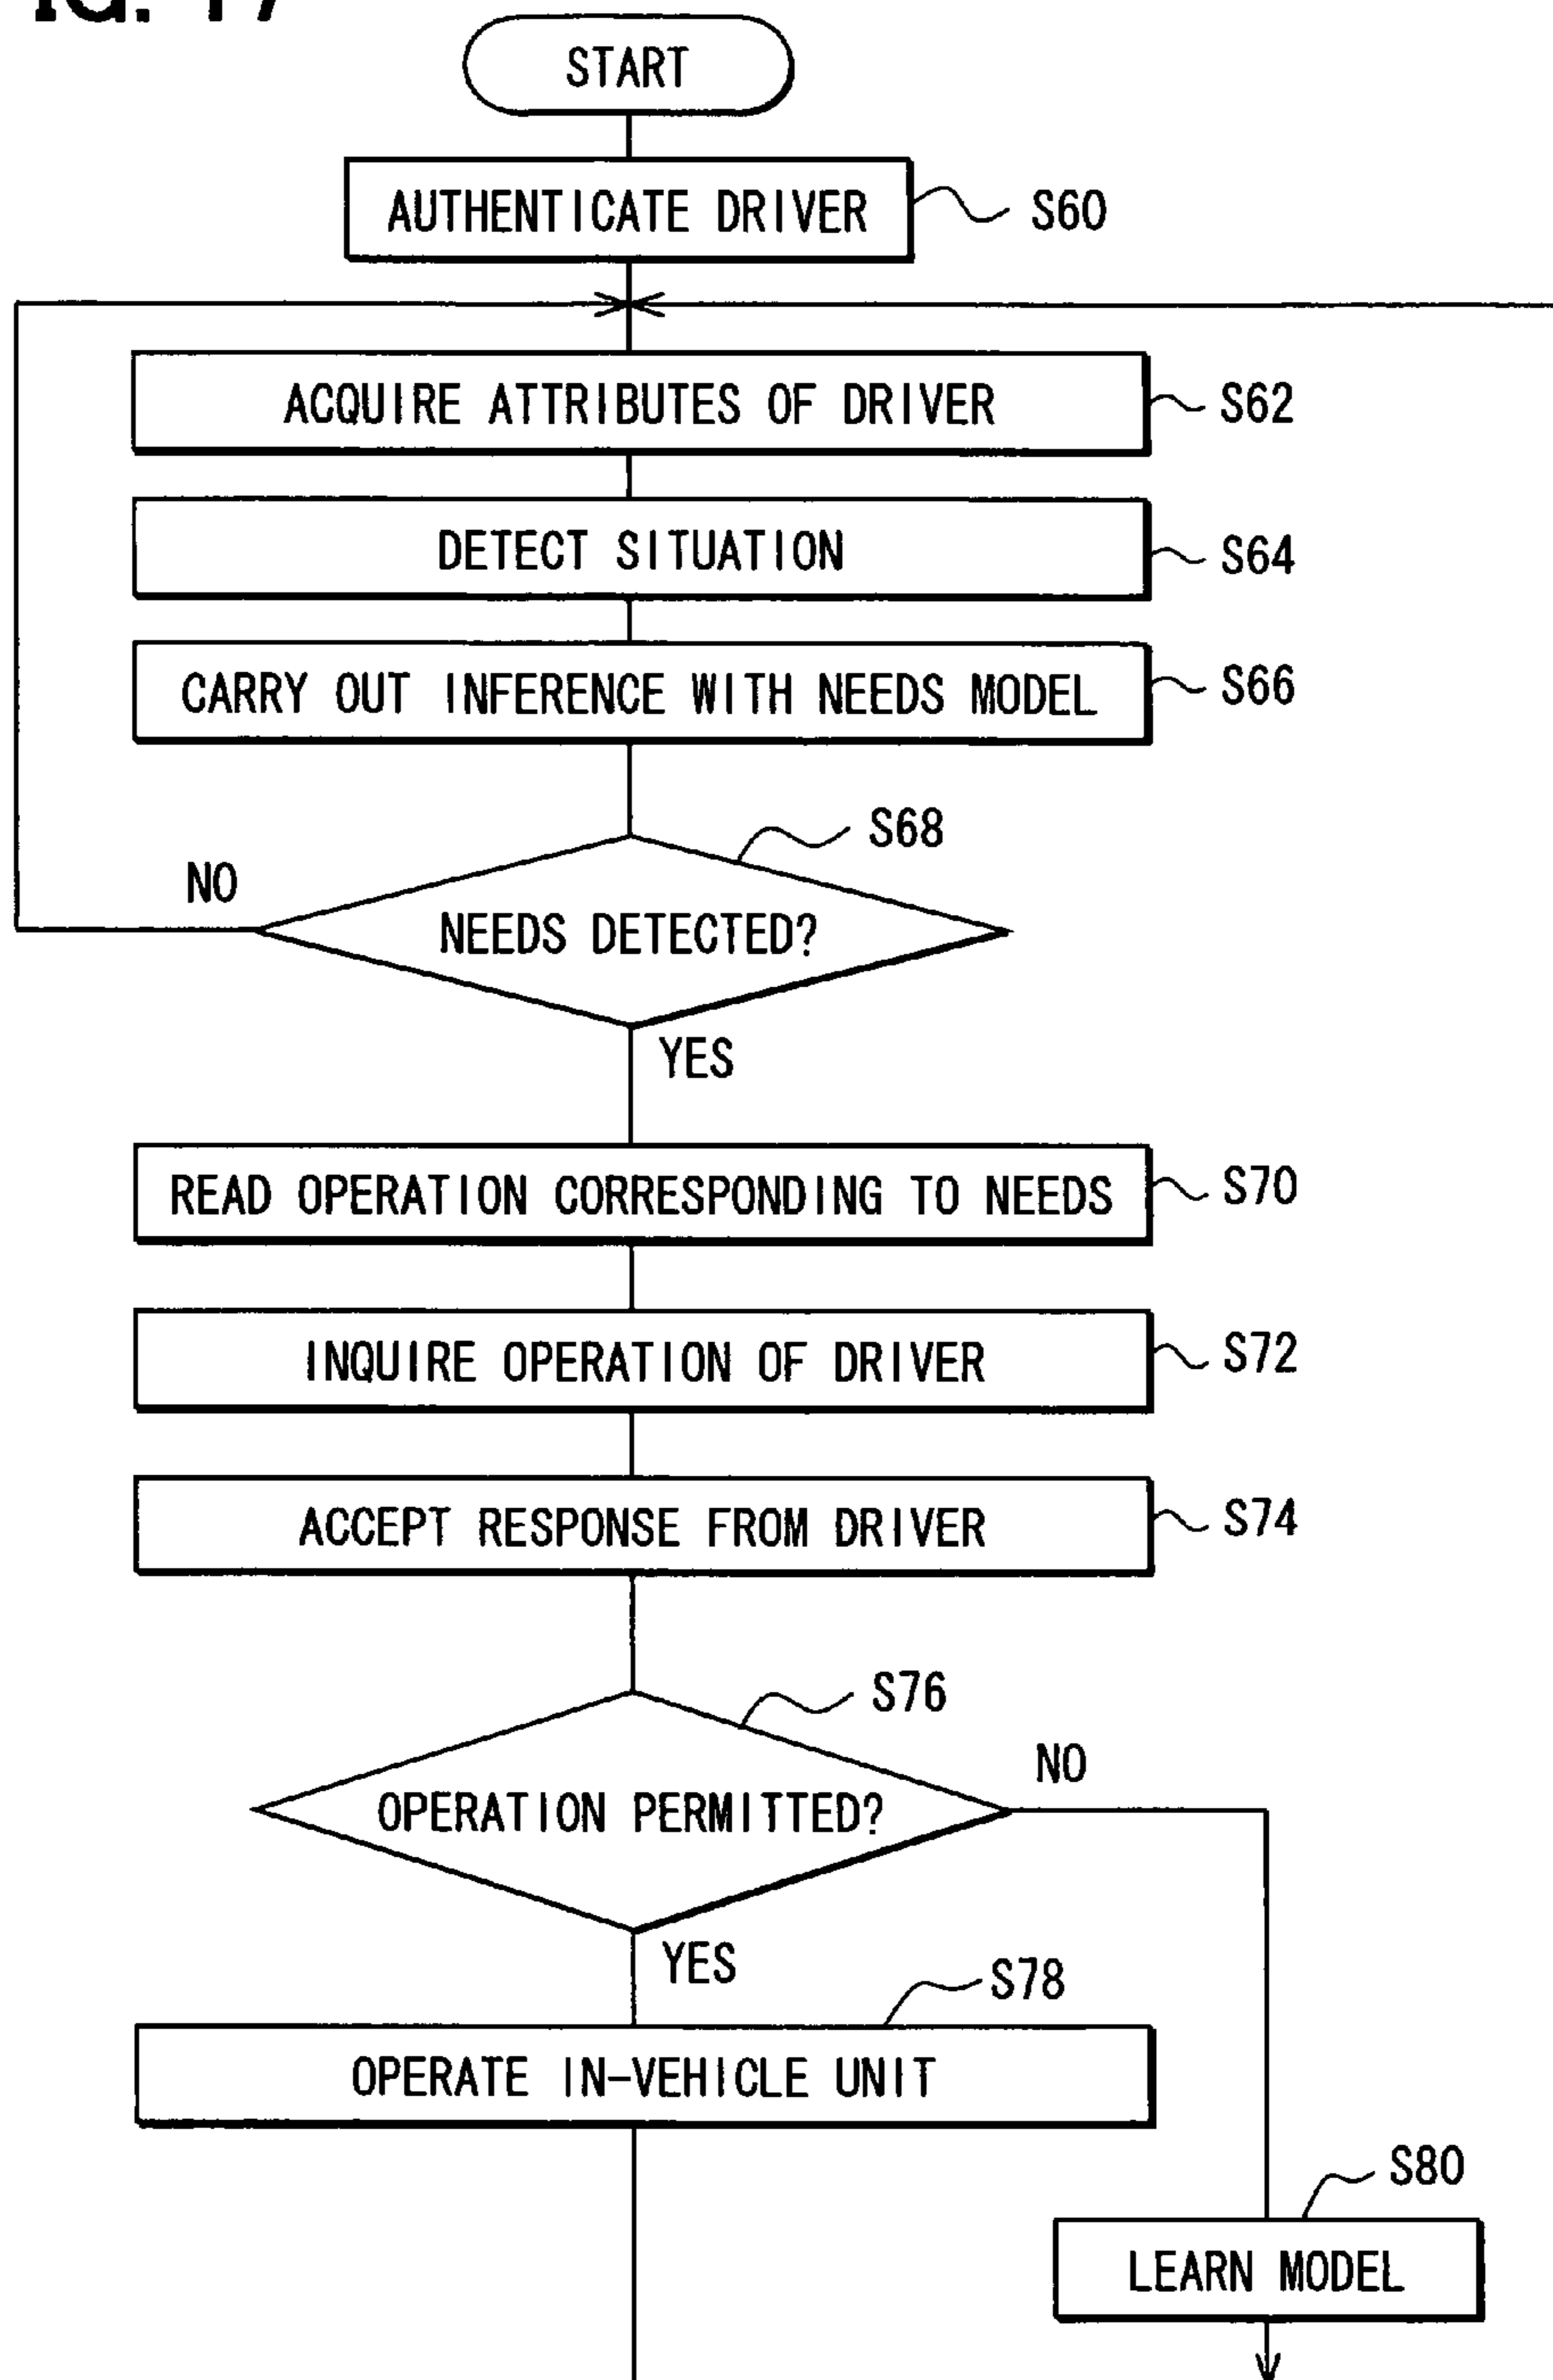 START
AUTHENTICATE DRIVER
S60
ACQUIRE ATTRIBUTES OF DRIVER
S62
DETECT SITUATION
S64
CARRY OUT INFERENCE WITH NEEDS MODEL
S66
S68
NO
NEEDS DETECTED?
YES
READ OPERATION CORRESPONDING TO NEEDS
S70
INQUIRE OPERATION OF DRIVER
S72
ACCEPT RESPONSE FROM DRIVER
S74
S76
NO
OPERATION PERMITTED?
YES
S78
OPERATE IN-VEHICLE UNIT
S80
LEARN MODEL